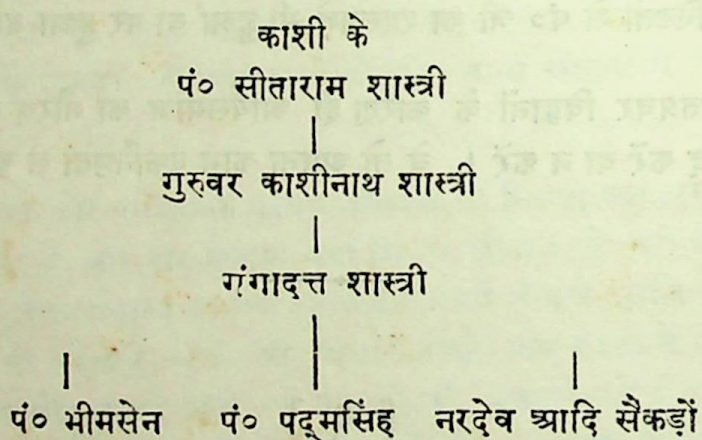 काशी के
पं० सीताराम शास्त्री
गुरुवर काशीनाथ शास्त्री
गंगादत्त शास्त्री
पं० भीमसेन पं० पद्मसिंह नरदेव आदि सैकड़ों